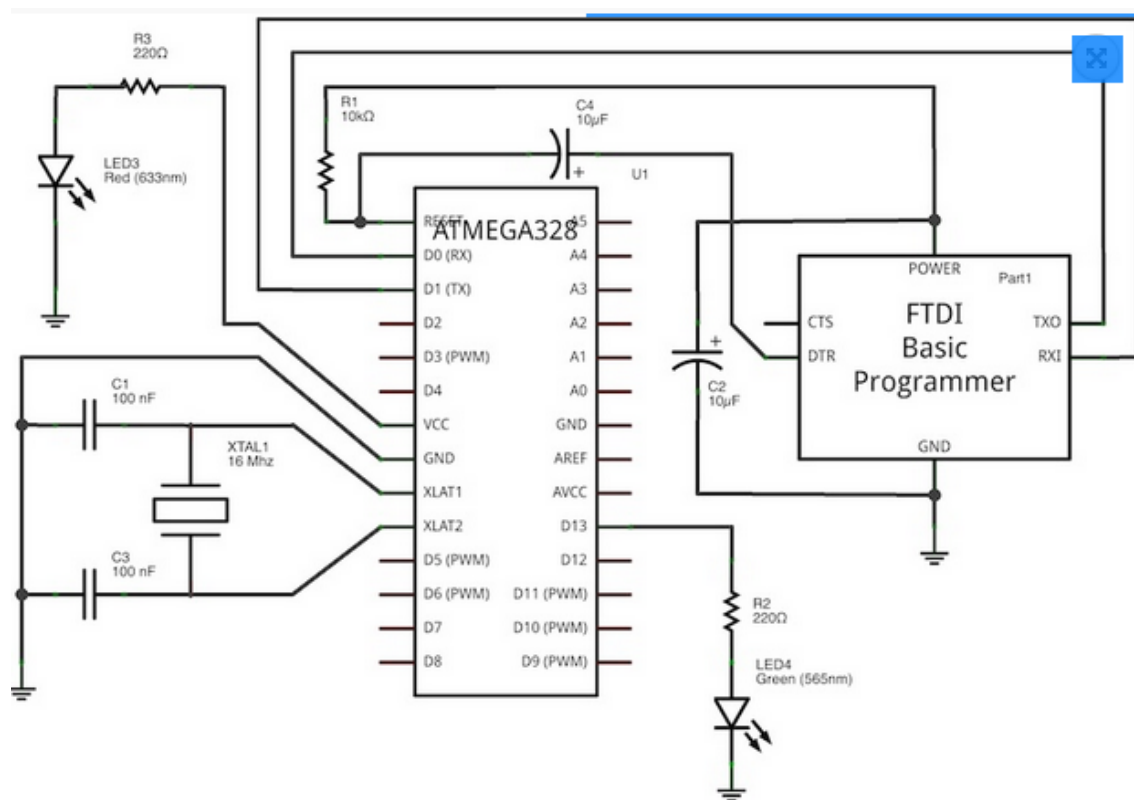 R3
220Ω
R1
10kΩ
C4
10µF
LED3
Red (633nm)
U1
RESET
ATMEGA328
A5
D0 (RX)
A4
D1 (TX)
A3
D2
A2
D3 (PWM)
A1
D4
A0
VCC
GND
GND
AREF
XLAT1
AVCC
XLAT2
D13
D5 (PWM)
D12
D6 (PWM)
D11 (PWM)
D7
D10 (PWM)
D8
D9 (PWM)
C1
100 nF
XTAL1
16 Mhz
C3
100 nF
+
+
C2
10µF
POWER
Part1
CTS
FTDI
Basic
Programmer
TXO
DTR
RXI
GND
R2
220Ω
LED4
Green (565nm)